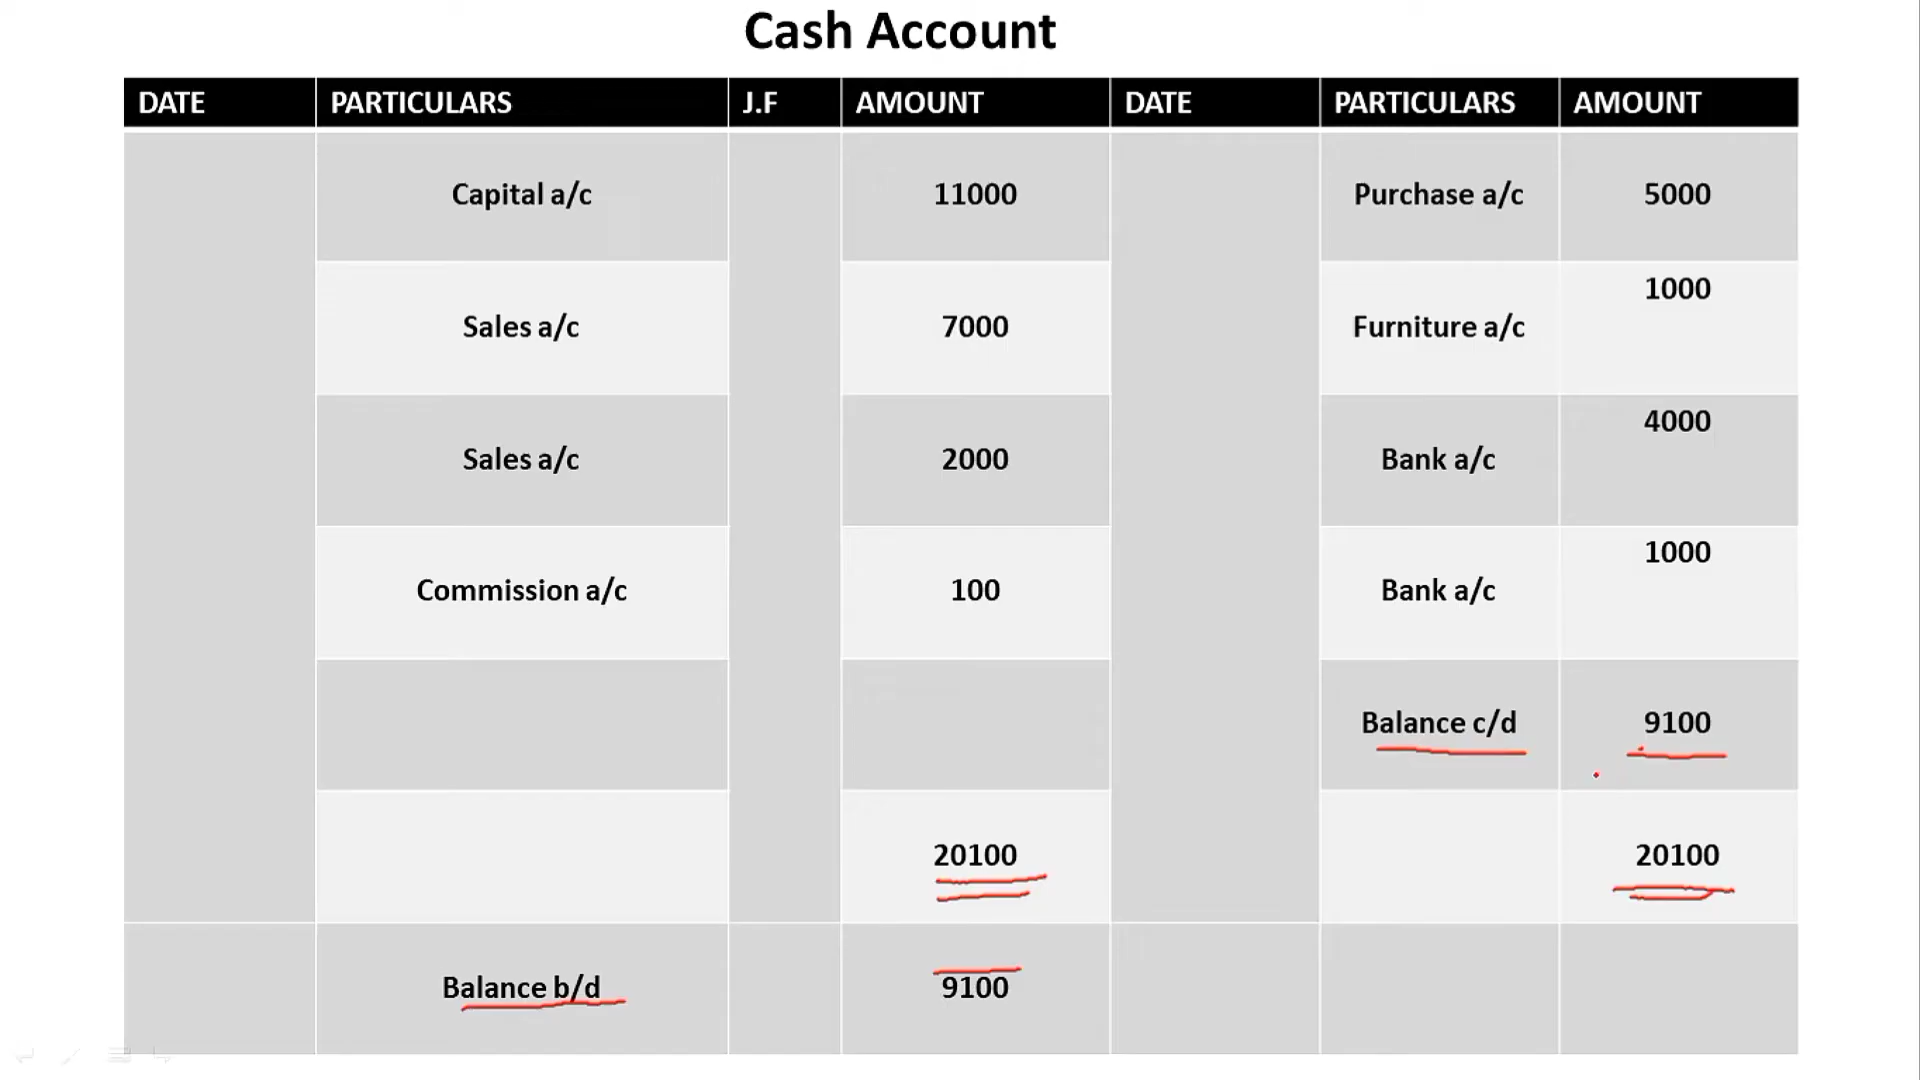 Cash Account
DATE PARTICULARS J.F AMOUNT DATE PARTICULARS AMOUNT
Capital a/c 11000 Purchase a/c 5000
Sales a/c 7000 Furniture a/c 1000
Sales a/c 2000 Bank a/c 4000
Commission a/c 100 Bank a/c 1000
Balance c/d 9100
20100 20100
Balance b/d 9100